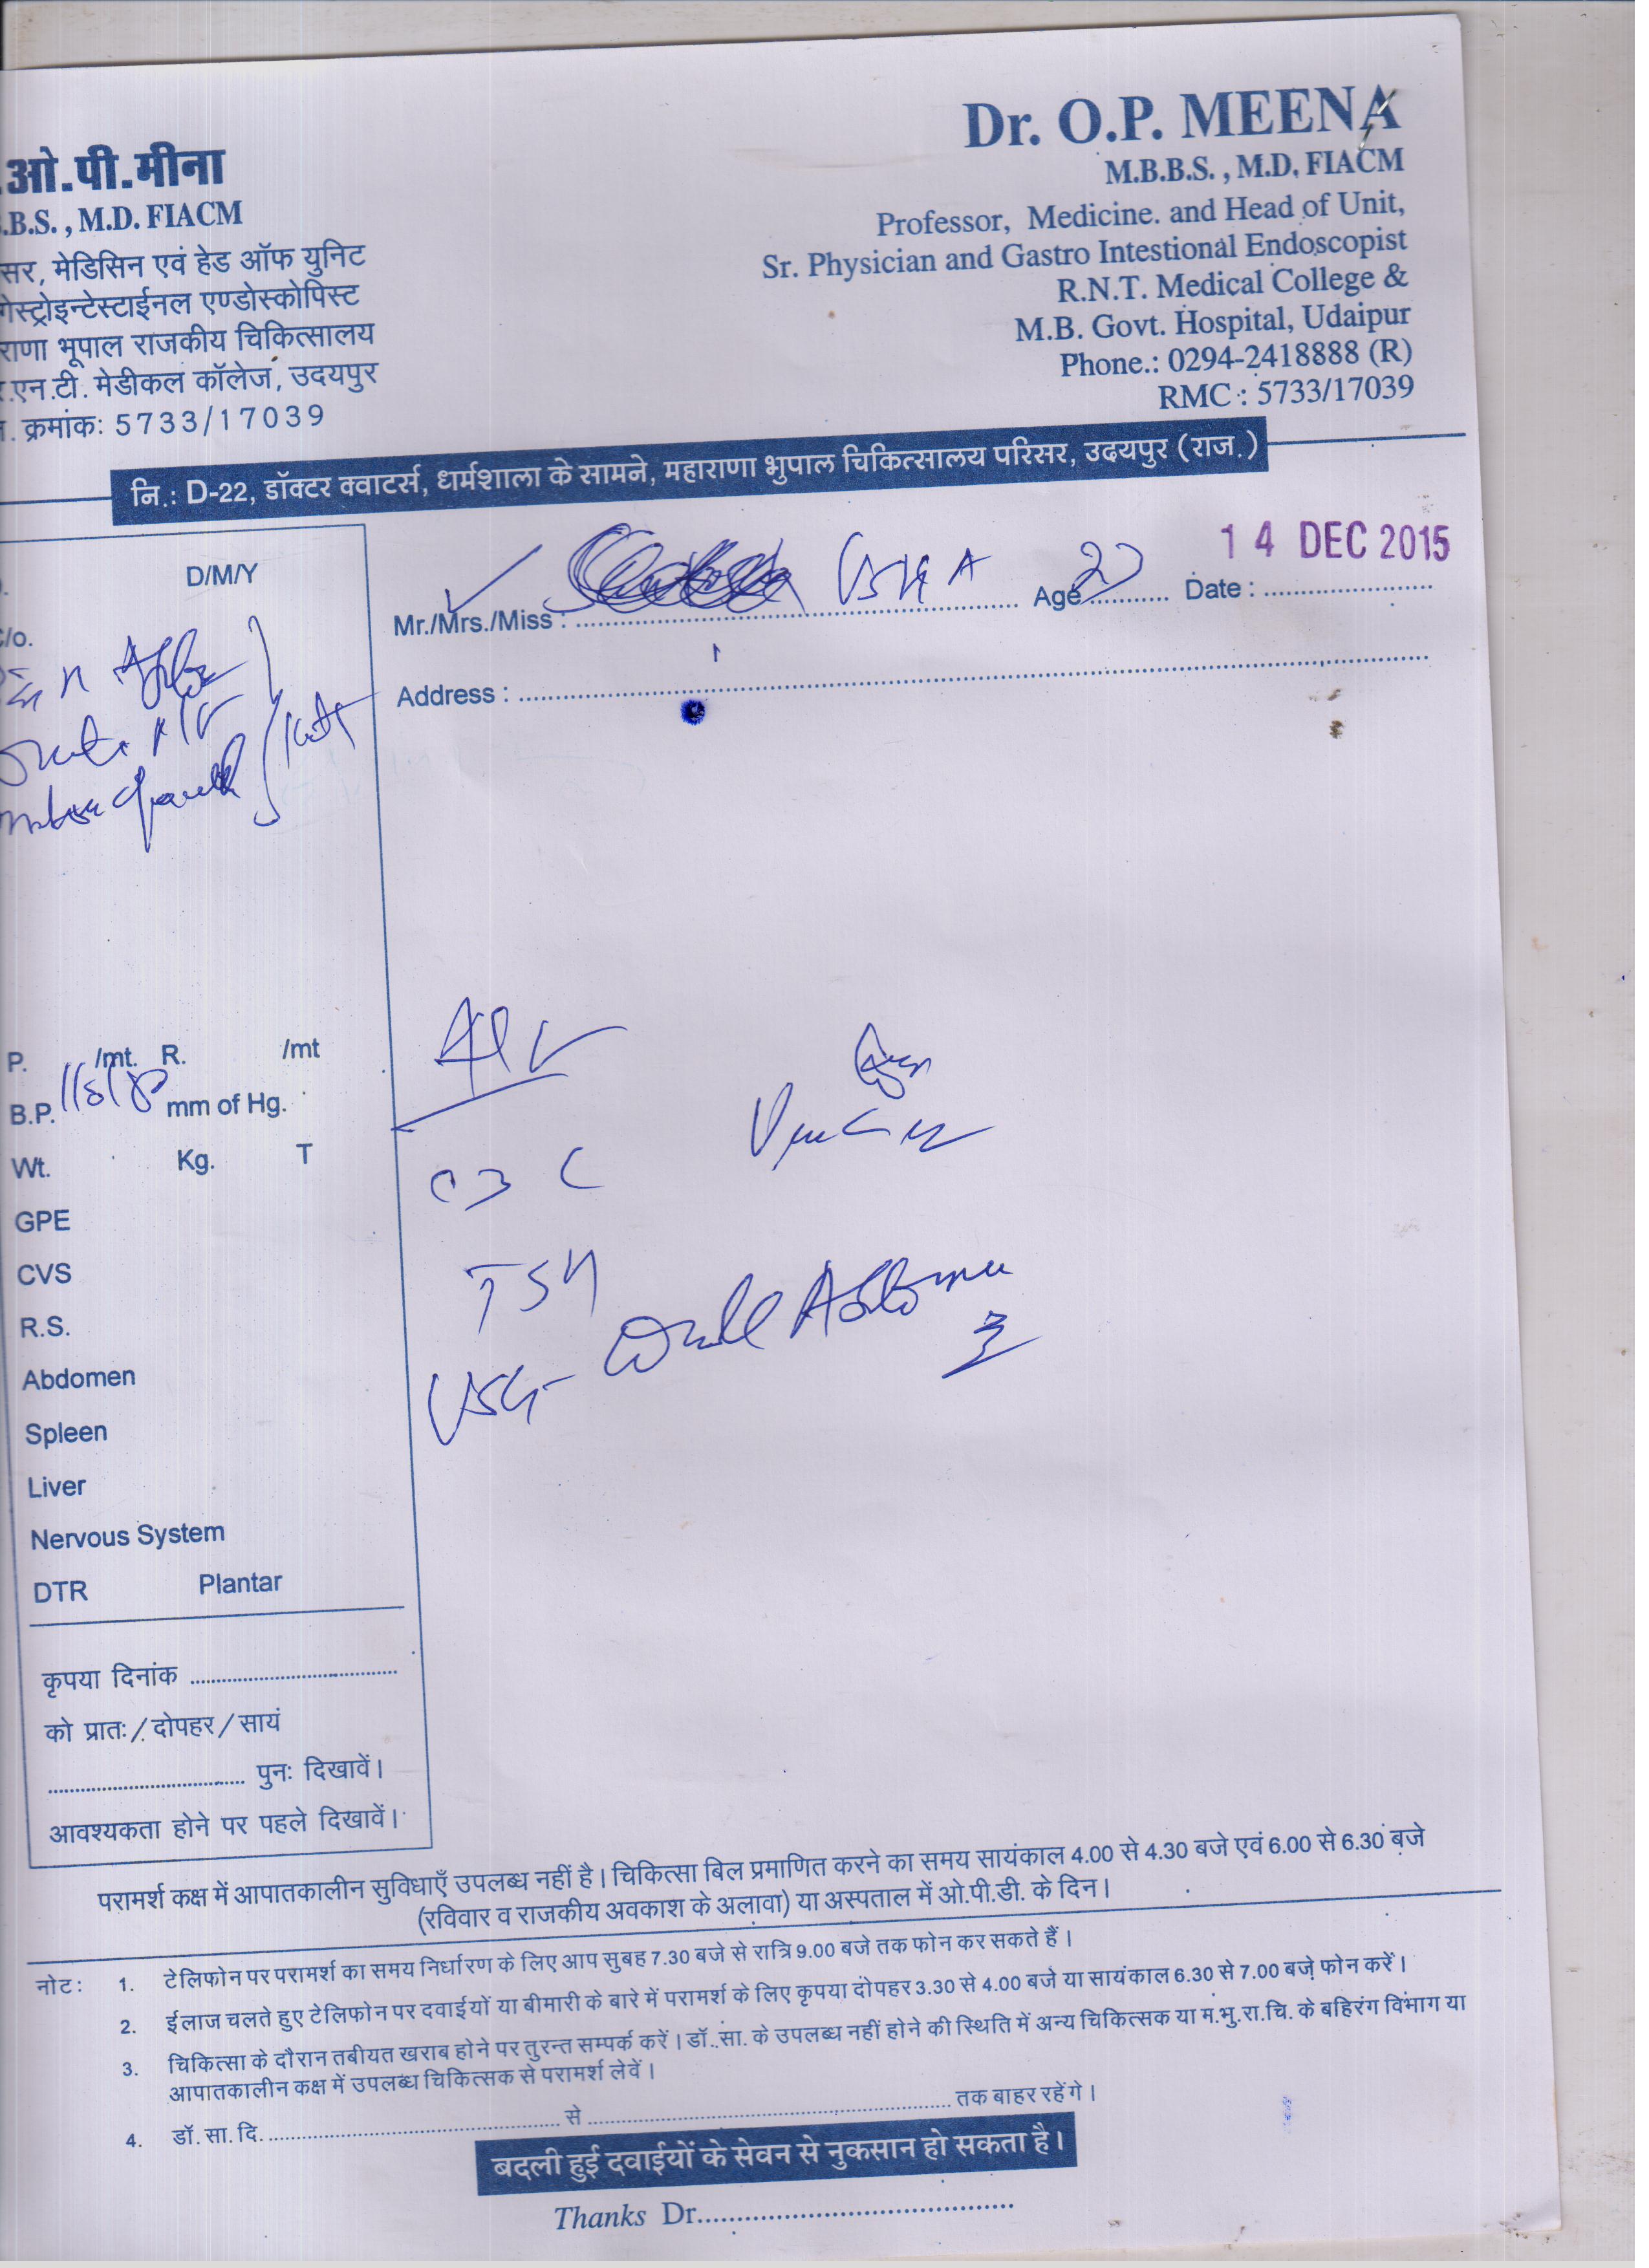 .ओ.पी.मीना
.B.S. , M.D. FIACM
सर, मेडिसिन एवं हेड ऑफ युनिट
गेस्ट्रोइन्टेस्टाईनल एण्डोस्कोपिस्ट
राणा भूपाल राजकीय चिकित्सालय
.एन.टी. मेडीकल कॉलेज, उदयपुर
. क्रमांक: 5733/17039
Dr. O.P. MEENA
M.B.B.S. , M.D, FIACM
Professor, Medicine. and Head of Unit,
Sr. Physician and Gastro Intestional Endoscopist
R.N.T. Medical College &
M.B. Govt. Hospital, Udaipur
Phone.: 0294-2418888 (R)
RMC : 5733/17039
नि.: D-22, डॉक्टर क्वाटर्स, धार्मशाला के सामने, महाराणा भुपाल चिकित्सालय परिसर, उदयपुर (राज.)
14 DEC 2015
Mr./Mrs./Miss : Age Date :
Address :
D/M/Y
C/o.
P. /mt. R. /mt
B.P. mm of Hg.
Wt. Kg. T
GPE
CVS
R.S.
Abdomen
Spleen
Liver
Nervous System
DTR Plantar
CBC
TSH
USG-
कृपया दिनांक
को प्रातः/दोपहर/सायं
पुनः दिखावें।
आवश्यकता होने पर पहले दिखावें।
परामर्श कक्ष में आपातकालीन सुविधाएँ उपलब्ध नहीं है। चिकित्सा बिल प्रमाणित करने का समय सायंकाल 4.00 से 4.30 बजे एवं 6.00 से 6.30 बजे
(रविवार व राजकीय अवकाश के अलावा) या अस्पताल में ओ.पी.डी. के दिन।
नोट: 1. टेलिफोन पर परामर्श का समय निर्धारण के लिए आप सुबह 7.30 बजे से रात्रि 9.00 बजे तक फोन कर सकते हैं।
2. ईलाज चलते हुए टेलिफोन पर दवाईयों या बीमारी के बारे में परामर्श के लिए कृपया दोपहर 3.30 से 4.00 बजे या सायंकाल 6.30 से 7.00 बजे फोन करें।
3. चिकित्सा के दौरान तबीयत खराब होने पर तुरन्त सम्पर्क करें। डॉ. सा. के उपलब्ध नहीं होने की स्थिति में अन्य चिकित्सक या म.भु.रा.चि. के बहिरंग विभाग या
आपातकालीन कक्ष में उपलब्ध चिकित्सक से परामर्श लेवें।
4. डॉ. सा. दि. से तक बाहर रहेंगे।
बदली हुई दवाईयों के सेवन से नुकसान हो सकता है।
Thanks Dr.